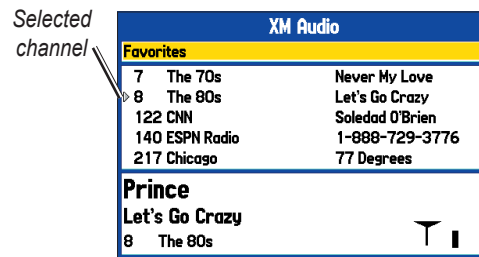 Selected
channel
XM Audio
Favorites
7 The 70s Never My Love
8 The 80s Let's Go Crazy
122 CNN Soledad O'Brien
140 ESPN Radio 1-888-729-3776
217 Chicago 77 Degrees
Prince
Let's Go Crazy
8 The 80s